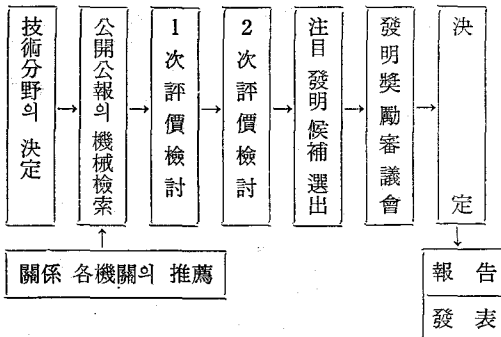 技術分野의 決定
公開公報의 機械檢索
1次評價檢討
2次評價檢討
注目發明候補選出
發明奬勵審議會
決定
關係 各機關의 推薦
報告
發表